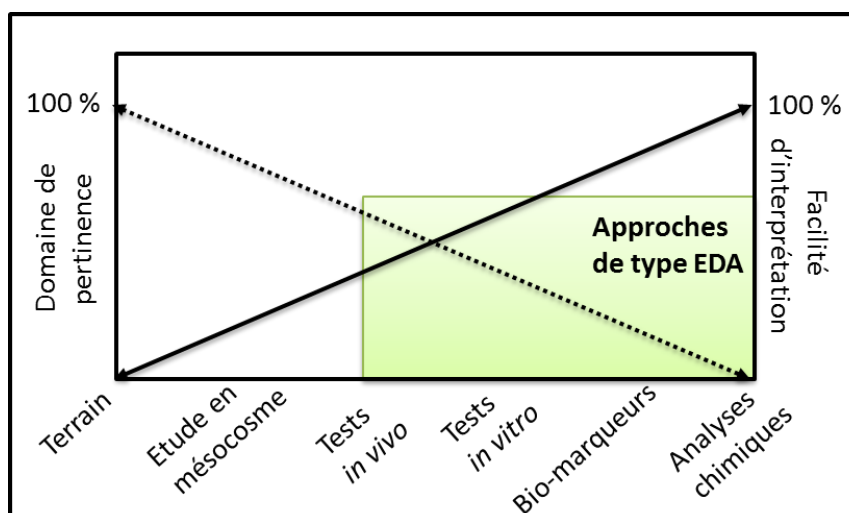 100 %
Domaine de
pertinence
100 %
Facilité
d'interprétation
Approches
de type EDA
Terrain
Etude en
mésocosme
Tests
in vivo
Tests
in vitro
Bio-marqueurs
Analyses
chimiques